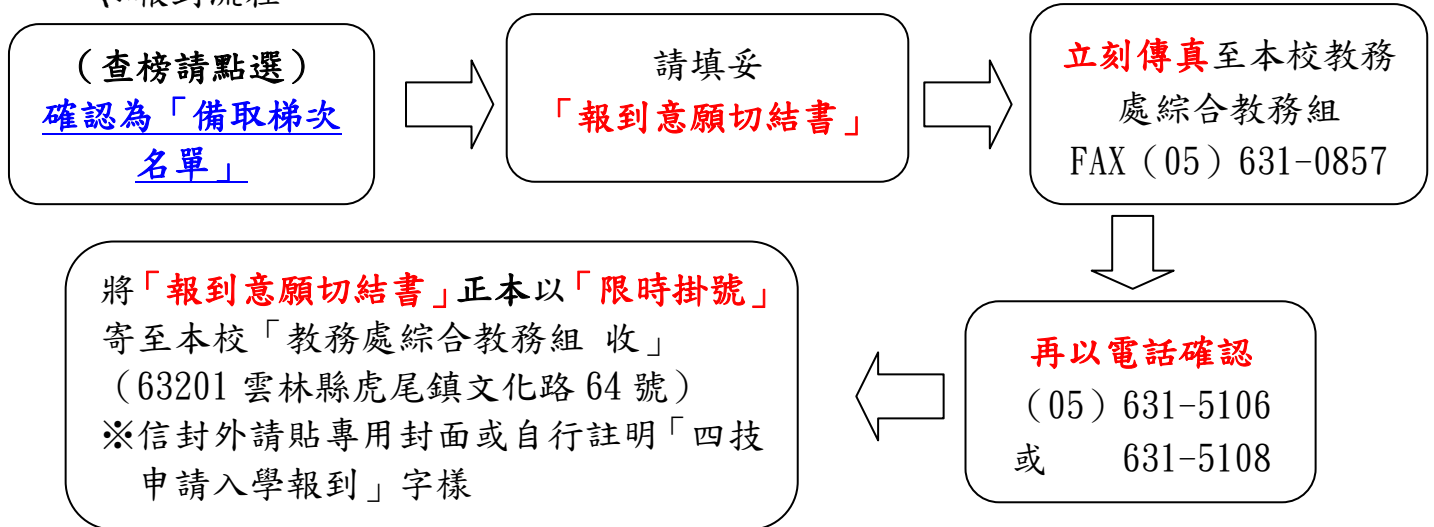 報到流程
（查榜請點選）
確認為「備取梯次
名單」
請填妥
「報到意願切結書」
立刻傳真至本校教務
處綜合教務組
FAX（05）631-0857
再以電話確認
（05）631-5106
或　　631-5108
將「報到意願切結書」正本以「限時掛號」
寄至本校「教務處綜合教務組 收」
（63201 雲林縣虎尾鎮文化路 64 號）
※信封外請貼專用封面或自行註明「四技
申請入學報到」字樣